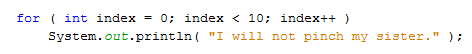 for ( int index = 0; index < 10; index++ )
System.out.println( "I will not pinch my sister." );